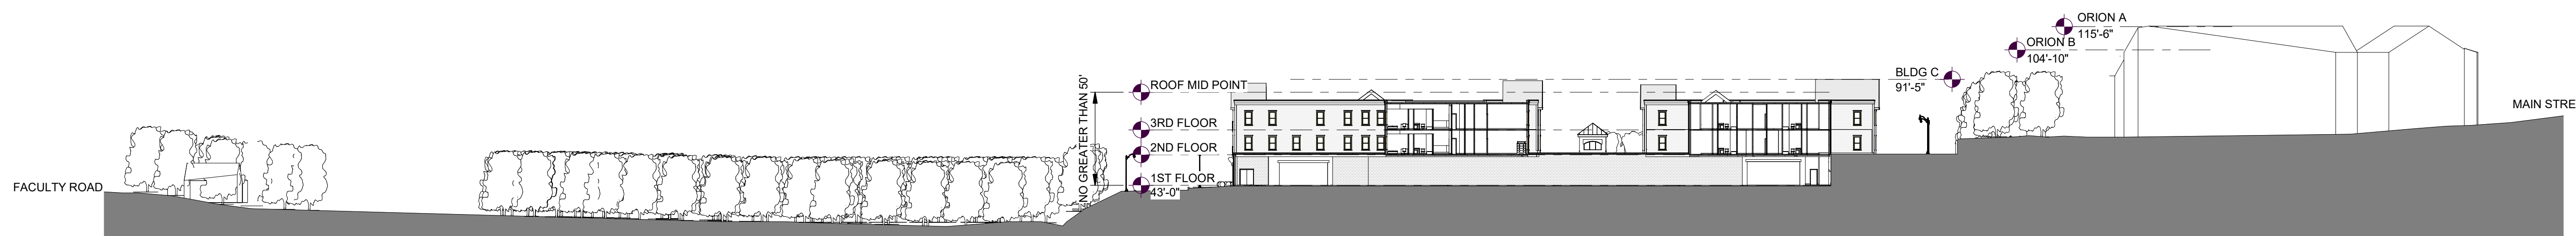 FACULTY ROAD
NO GREATER THAN 50'
ROOF MID POINT
3RD FLOOR
2ND FLOOR
1ST FLOOR
43'-0"
BLDG C
91'-5"
ORION B
104'-10"
ORION A
115'-6"
MAIN STRE